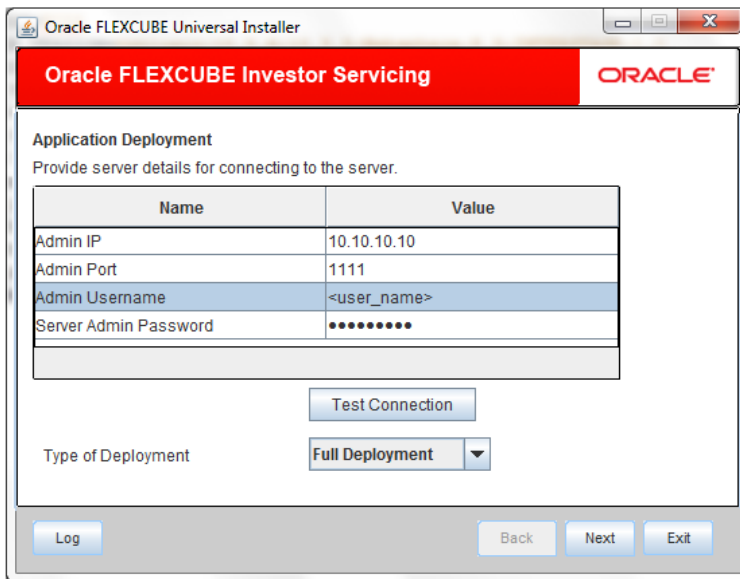 Oracle FLEXCUBE Universal Installer
Oracle FLEXCUBE Investor Servicing
ORACLE
Application Deployment
Provide server details for connecting to the server.
Name Value
Admin IP 10.10.10.10
Admin Port 1111
Admin Username <user_name>
Server Admin Password •••••••••
Test Connection
Type of Deployment Full Deployment
Log Back Next Exit